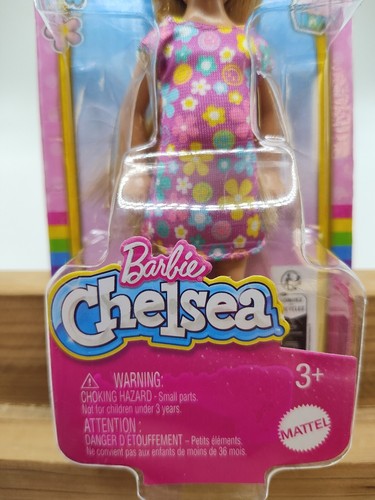 Barbie
Chelsea
WARNING:
3+
CHOKING HAZARD - Small parts.
Not for children under 3 years.
ATTENTION :
DANGER D'ÉTOUFFEMENT – Petits éléments.
Ne convient pas aux enfants de moins de 36 mois.
MATTEL